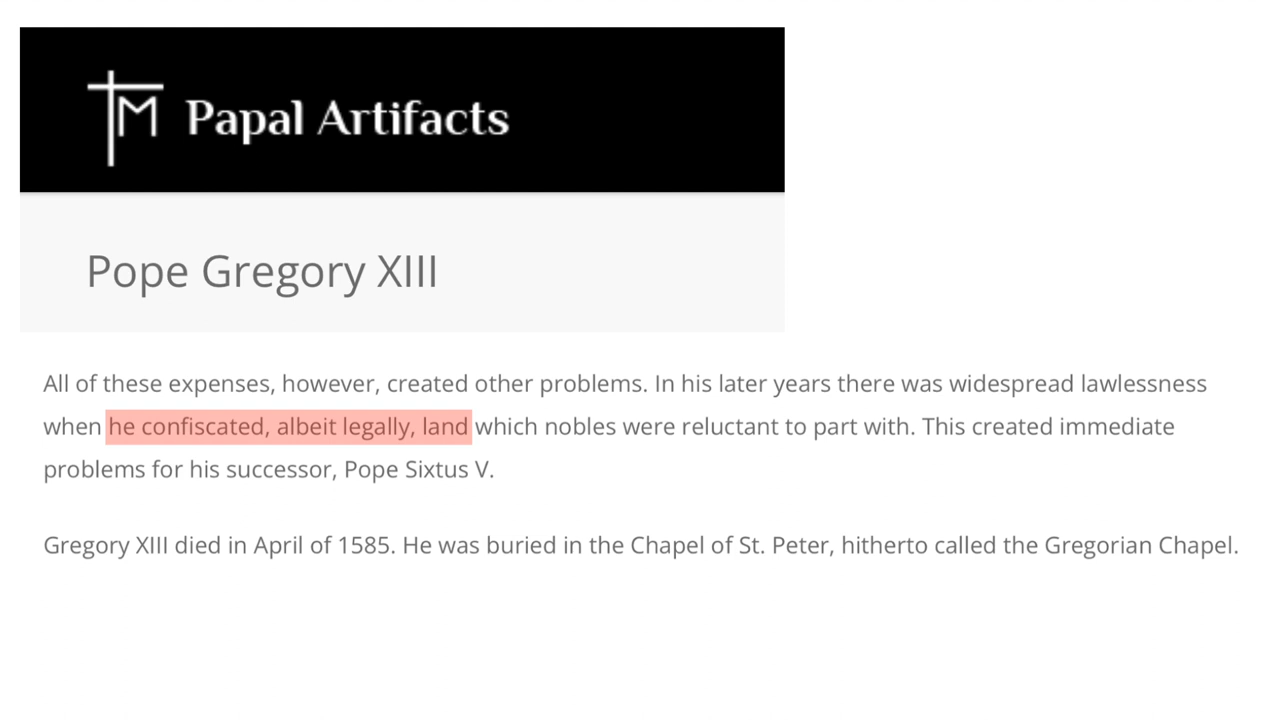 TM Papal Artifacts
Pope Gregory XIII
All of these expenses, however, created other problems. In his later years there was widespread lawlessness
when he confiscated, albeit legally, land which nobles were reluctant to part with. This created immediate
problems for his successor, Pope Sixtus V.
Gregory XIII died in April of 1585. He was buried in the Chapel of St. Peter, hitherto called the Gregorian Chapel.